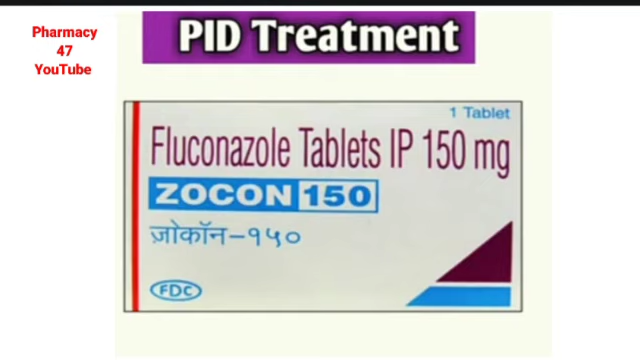 Pharmacy
47
YouTube
PID Treatment
1 Tablet
Fluconazole Tablets IP 150 mg
ZOCON 150
ज़ोकॉन-१५०
FDC